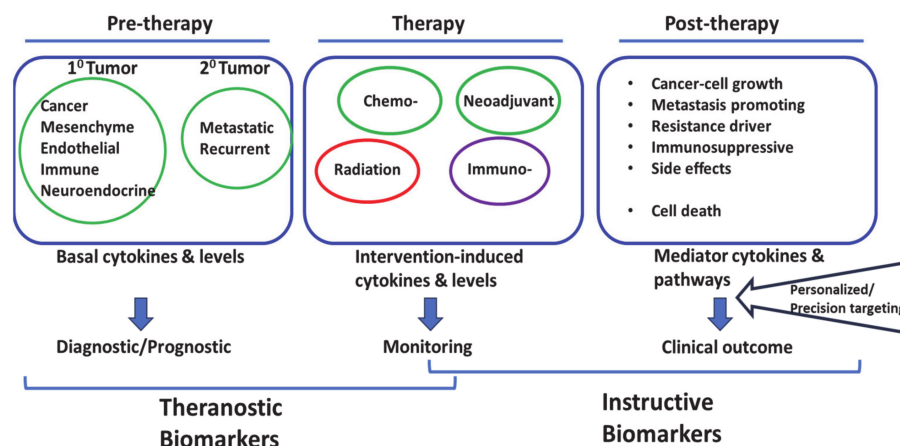 Pre-therapy
Therapy
Post-therapy
1⁰ Tumor
2⁰ Tumor
Cancer
Mesenchyme
Endothelial
Immune
Neuroendocrine
Metastatic
Recurrent
Chemo-
Neoadjuvant
Radiation
Immuno-
• Cancer-cell growth
• Metastasis promoting
• Resistance driver
• Immunosuppressive
• Side effects
• Cell death
Basal cytokines & levels
Intervention-induced
cytokines & levels
Mediator cytokines &
pathways
Personalized/
Precision targeting
Diagnostic/Prognostic
Monitoring
Clinical outcome
Theranostic
Biomarkers
Instructive
Biomarkers